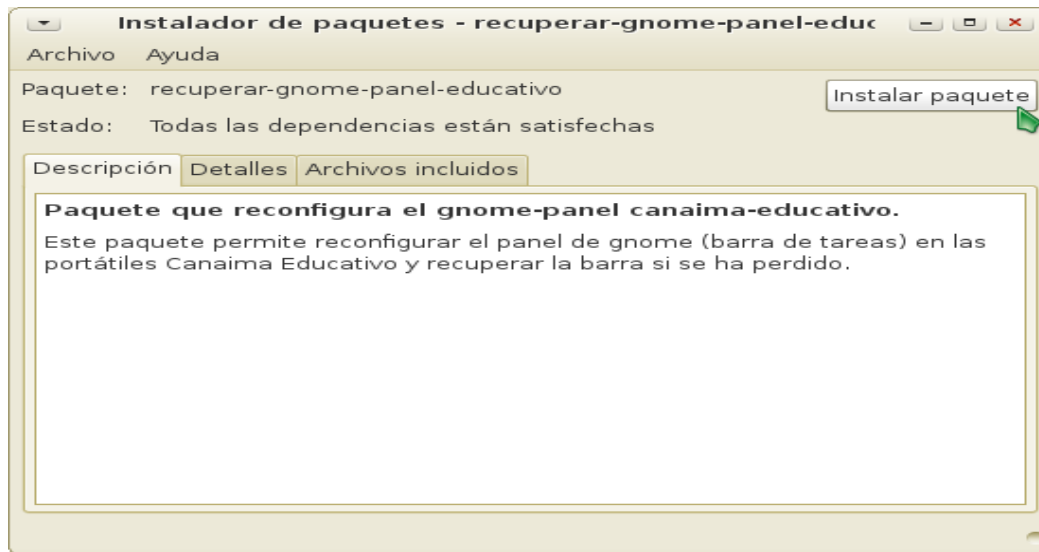 Instalador de paquetes - recuperar-gnome-panel-educ
Archivo Ayuda
Paquete: recuperar-gnome-panel-educativo
Instalar paquete
Estado: Todas las dependencias están satisfechas
Descripción Detalles Archivos incluidos
Paquete que reconfigura el gnome-panel canaima-educativo.
Este paquete permite reconfigurar el panel de gnome (barra de tareas) en las
portátiles Canaima Educativo y recuperar la barra si se ha perdido.